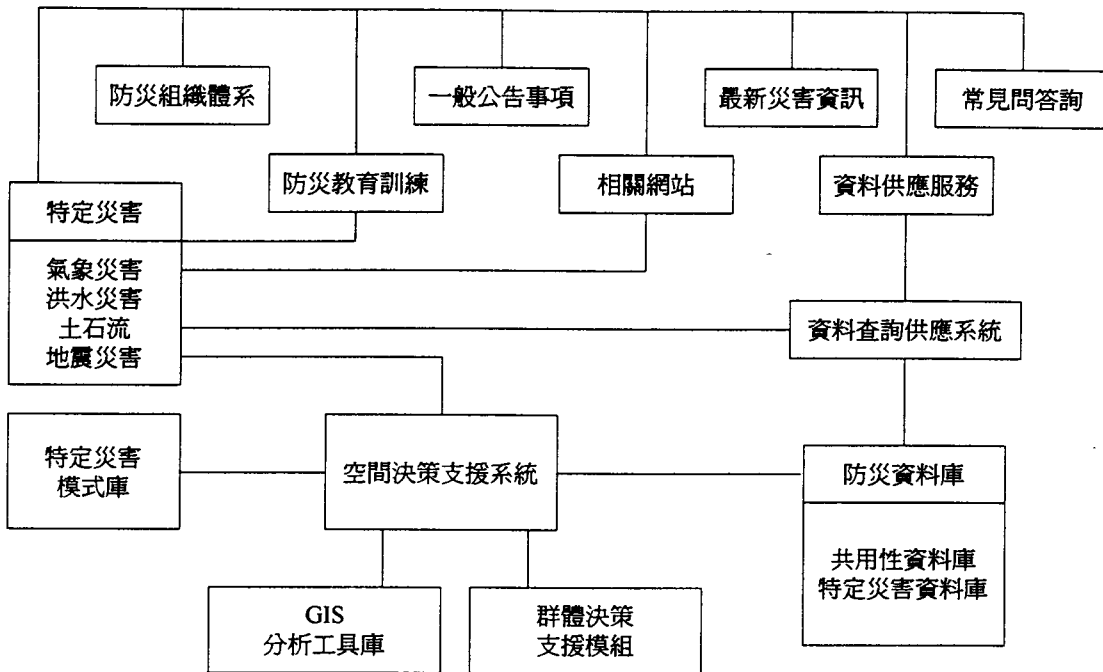 防災組織體系
一般公告事項
最新災害資訊
常見問答詢
防災教育訓練
相關網站
資料供應服務
特定災害
氣象災害
洪水災害
土石流
地震災害
資料查詢供應系統
特定災害
模式庫
空間決策支援系統
防災資料庫
共用性資料庫
特定災害資料庫
GIS
分析工具庫
群體決策
支援模組